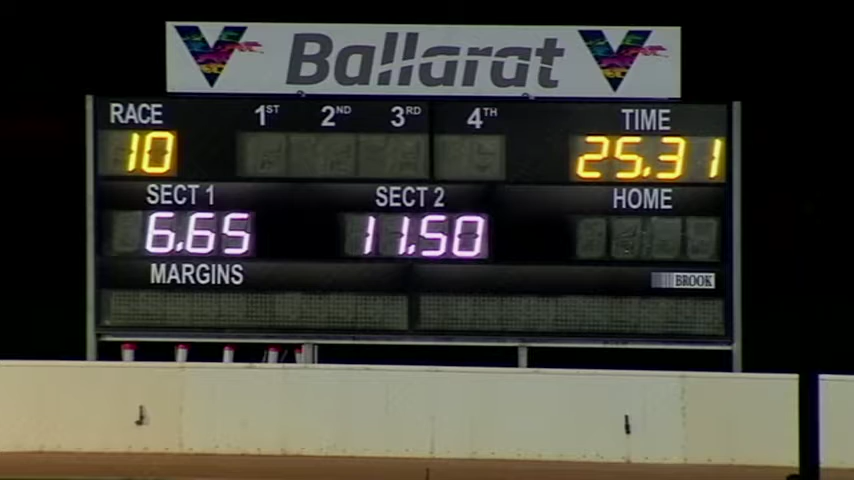 Ballarat
RACE 1ST 2ND 3RD 4TH TIME
10 25.31
SECT 1 SECT 2 HOME
6.65 11.50
MARGINS BROOK